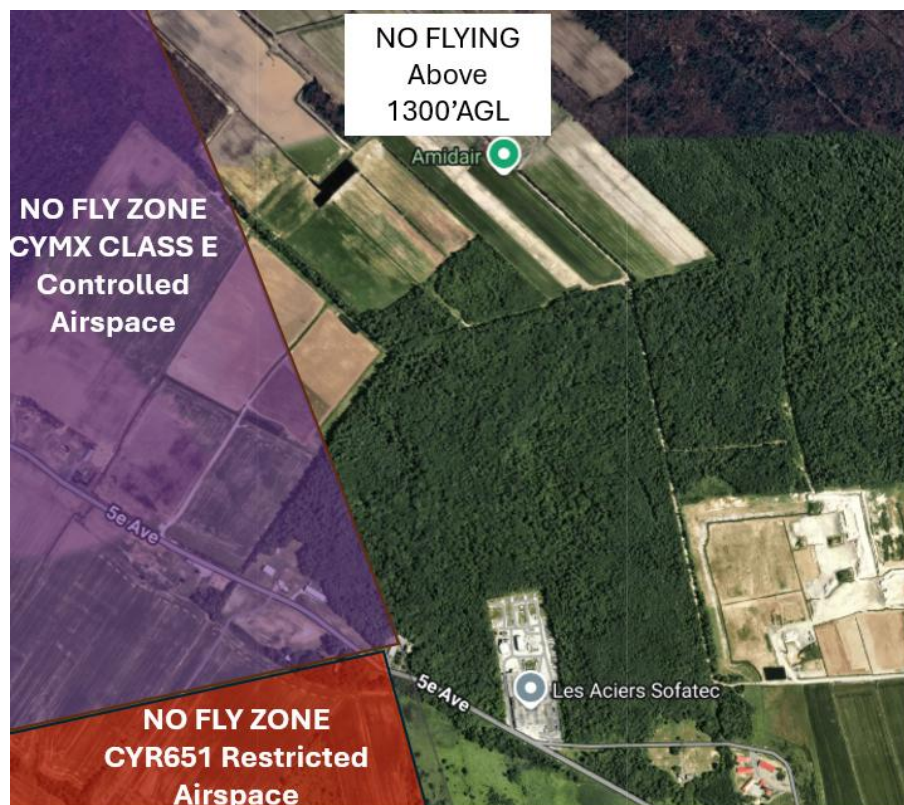 NO FLYING
Above
1300'AGL
Amidair
NO FLY ZONE
CYMX CLASS E
Controlled
Airspace
5e Ave
5e Ave
Les Aciers Sofatec
NO FLY ZONE
CYR651 Restricted
Airspace